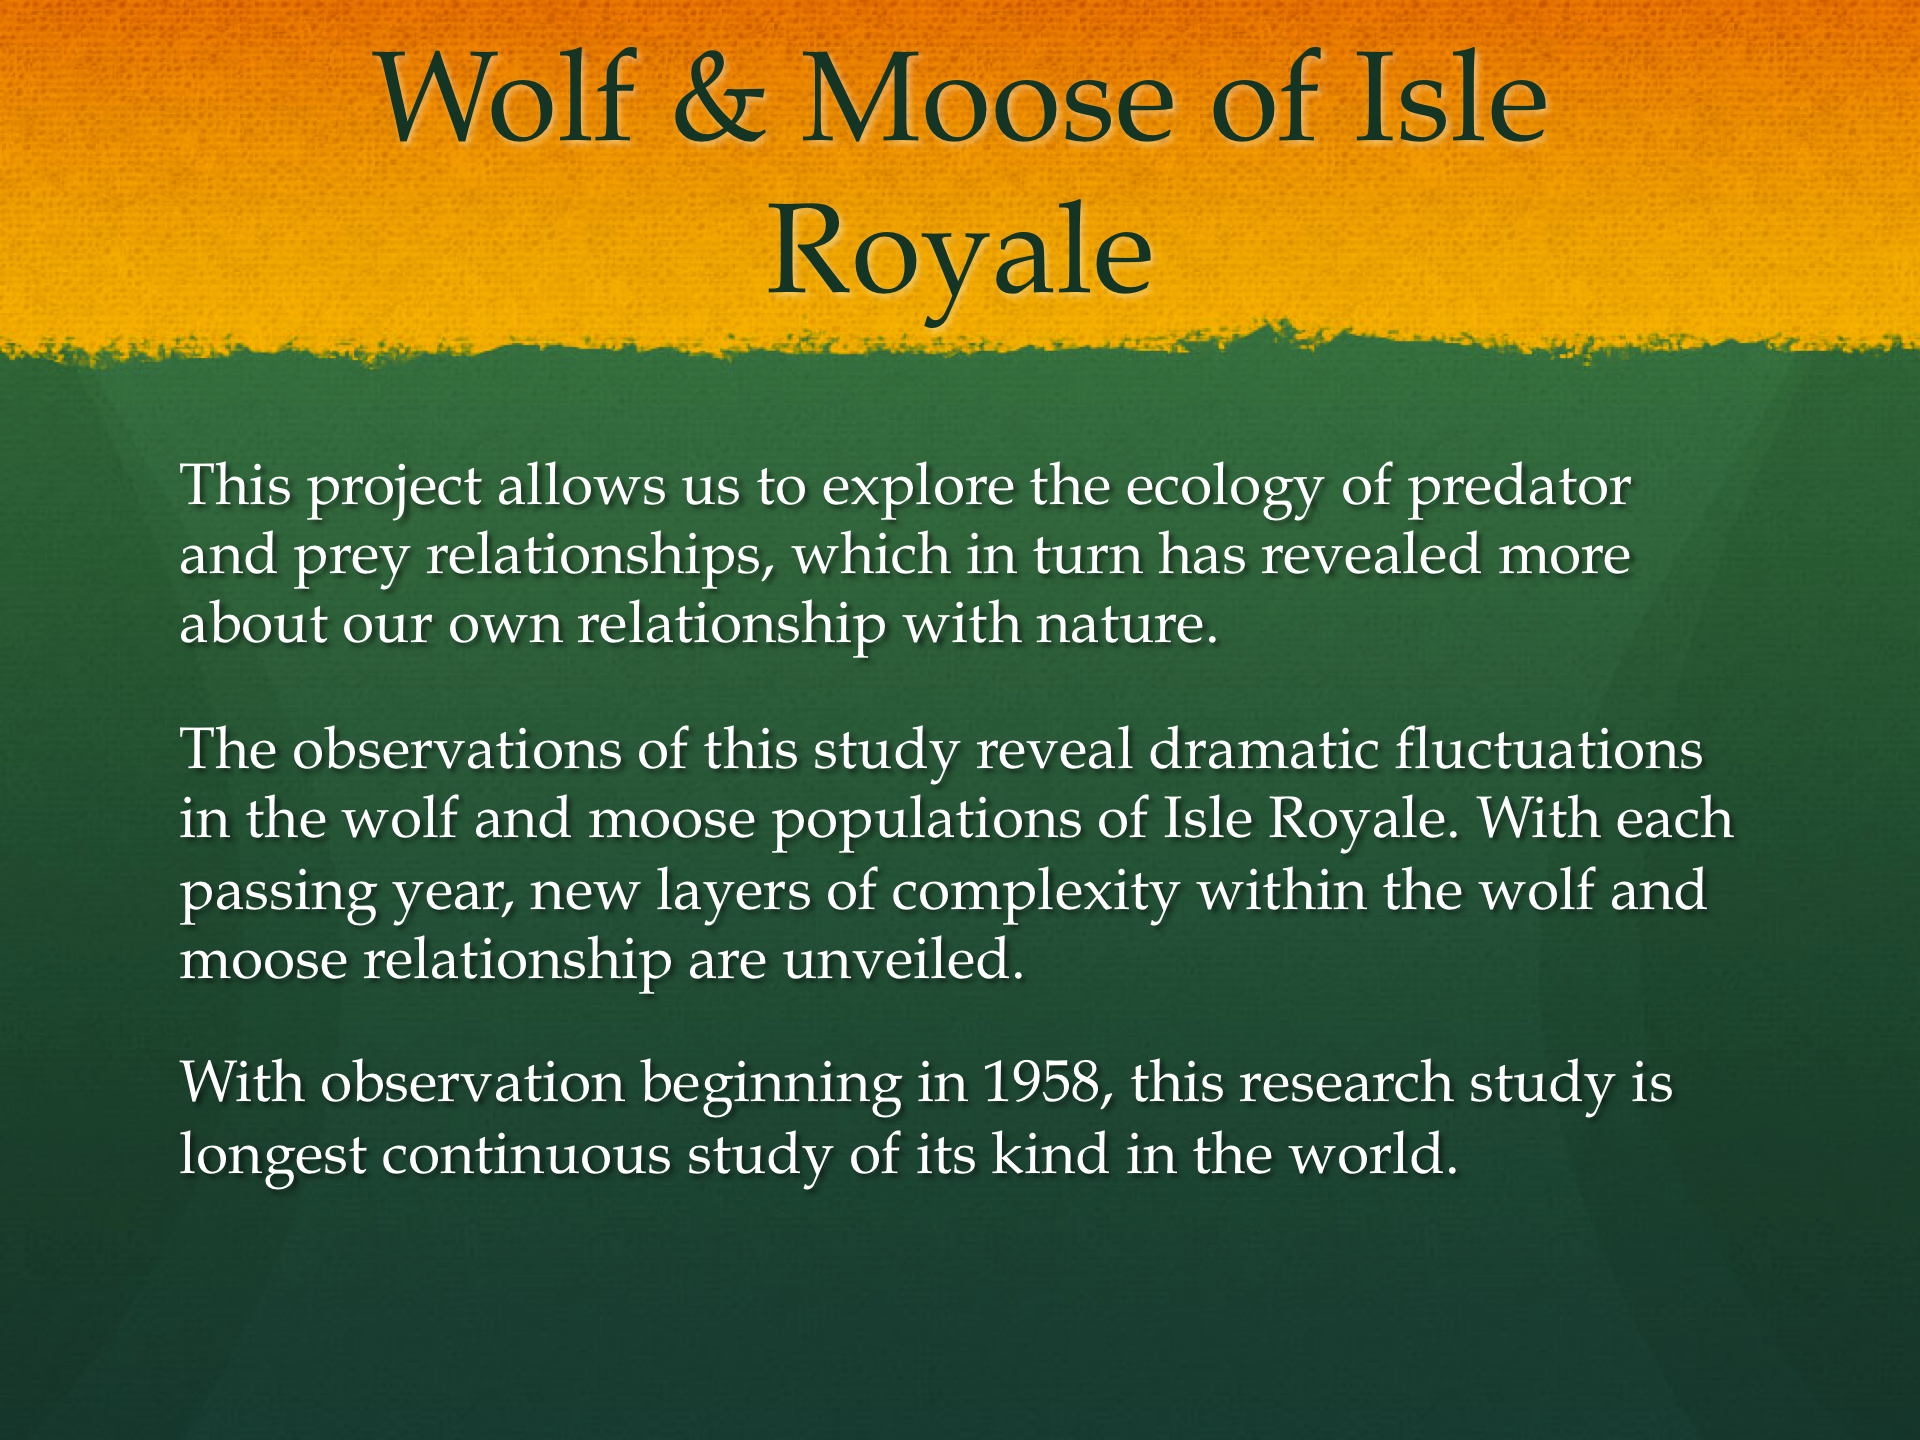 Wolf & Moose of Isle
Royale
This project allows us to explore the ecology of predator
and prey relationships, which in turn has revealed more
about our own relationship with nature.
The observations of this study reveal dramatic fluctuations
in the wolf and moose populations of Isle Royale. With each
passing year, new layers of complexity within the wolf and
moose relationship are unveiled.
With observation beginning in 1958, this research study is
longest continuous study of its kind in the world.